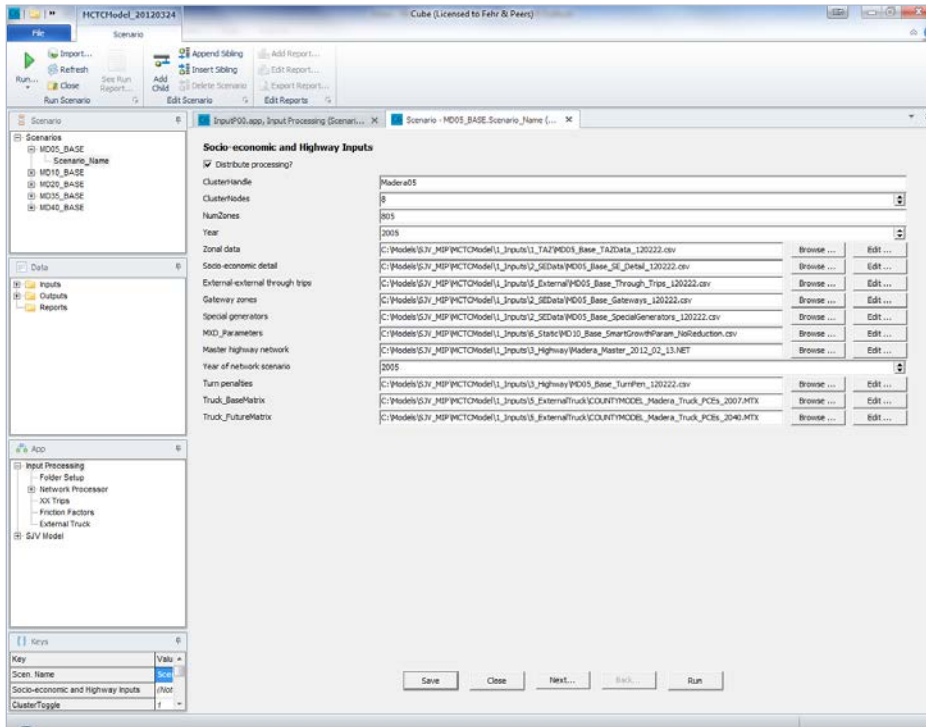 MCTCModel_20120324
Cube (Licensed to Fehr & Peers)
File
Scenario
Run...
Import...
Refresh
Close
See Run Report...
Run Scenario
Add Child
Append Sibling
Insert Sibling
Delete Scenario
Edit Scenario
Add Report...
Edit Report...
Export Report...
Edit Reports
Scenario
Scenarios
MD05_BASE
Scenario_Name
MD10_BASE
MD20_BASE
MD35_BASE
MD40_BASE
Data
Inputs
Outputs
Reports
App
Input Processing
Folder Setup
Network Processor
XX Trips
Friction Factors
External Truck
SJV Model
Keys
Key Valu
Scen. Name Scen
Socio-economic and Highway Inputs (Not
ClusterToggle 1
InputP00.app, Input Processing (Scenari...
Scenario - MD05_BASE.Scenario_Name (...
Socio-economic and Highway Inputs
Distribute processing?
ClusterHandle Madera05
ClusterNodes 8
NumZones 805
Year 2005
Zonal data C:\Models\SJV_MIP\MCTCModel\1_Inputs\1_TAZ\MD05_Base_TAZData_120222.csv Browse ... Edit ...
Socio-economic detail C:\Models\SJV_MIP\MCTCModel\1_Inputs\2_SEData\MD05_Base_SE_Detail_120222.csv Browse ... Edit ...
External-external through trips C:\Models\SJV_MIP\MCTCModel\1_Inputs\5_External\MD05_Base_Through_Trips_120222.csv Browse ... Edit ...
Gateway zones C:\Models\SJV_MIP\MCTCModel\1_Inputs\2_SEData\MD05_Base_Gateways_120222.csv Browse ... Edit ...
Special generators C:\Models\SJV_MIP\MCTCModel\1_Inputs\2_SEData\MD05_Base_SpecialGenerators_120222.csv Browse ... Edit ...
MXD_Parameters C:\Models\SJV_MIP\MCTCModel\1_Inputs\6_Static\MD10_Base_SmartGrowthParam_NoReduction.csv Browse ... Edit ...
Master highway network C:\Models\SJV_MIP\MCTCModel\1_Inputs\3_Highway\Madera_Master_2012_02_13.NET Browse ... Edit ...
Year of network scenario 2005
Turn penalties C:\Models\SJV_MIP\MCTCModel\1_Inputs\3_Highway\MD05_Base_TurnPen_120222.csv Browse ... Edit ...
Truck_BaseMatrix C:\Models\SJV_MIP\MCTCModel\1_Inputs\5_ExternalTruck\COUNTYMODEL_Madera_Truck_PCEs_2007.MTX Browse ... Edit ...
Truck_FutureMatrix C:\Models\SJV_MIP\MCTCModel\1_Inputs\5_ExternalTruck\COUNTYMODEL_Madera_Truck_PCEs_2040.MTX Browse ... Edit ...
Save Close Next... Back... Run